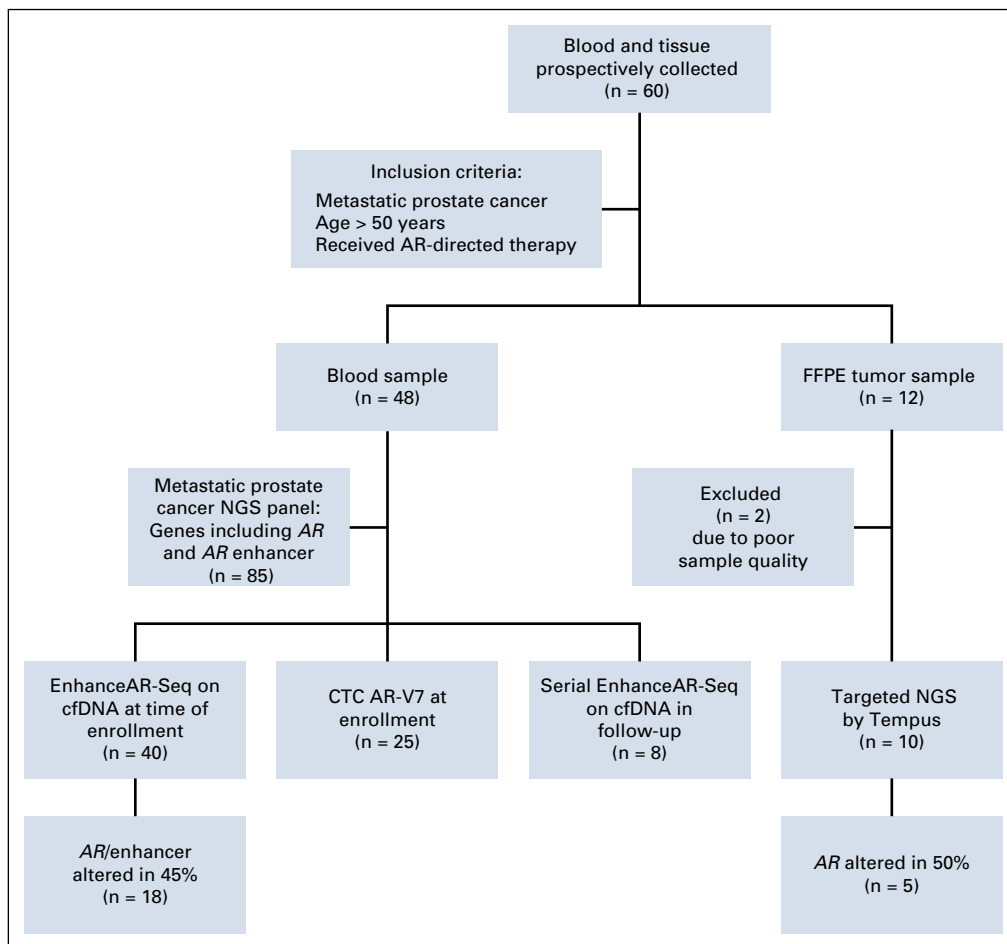 Blood and tissue
prospectively collected
(n = 60)
Inclusion criteria:
Metastatic prostate cancer
Age > 50 years
Received AR-directed therapy
Blood sample
(n = 48)
FFPE tumor sample
(n = 12)
Metastatic prostate
cancer NGS panel:
Genes including AR
and AR enhancer
(n = 85)
Excluded
(n = 2)
due to poor
sample quality
EnhanceAR-Seq on
cfDNA at time of
enrollment
(n = 40)
CTC AR-V7 at
enrollment
(n = 25)
Serial EnhanceAR-Seq
on cfDNA in
follow-up
(n = 8)
Targeted NGS
by Tempus
(n = 10)
AR/enhancer
altered in 45%
(n = 18)
AR altered in 50%
(n = 5)